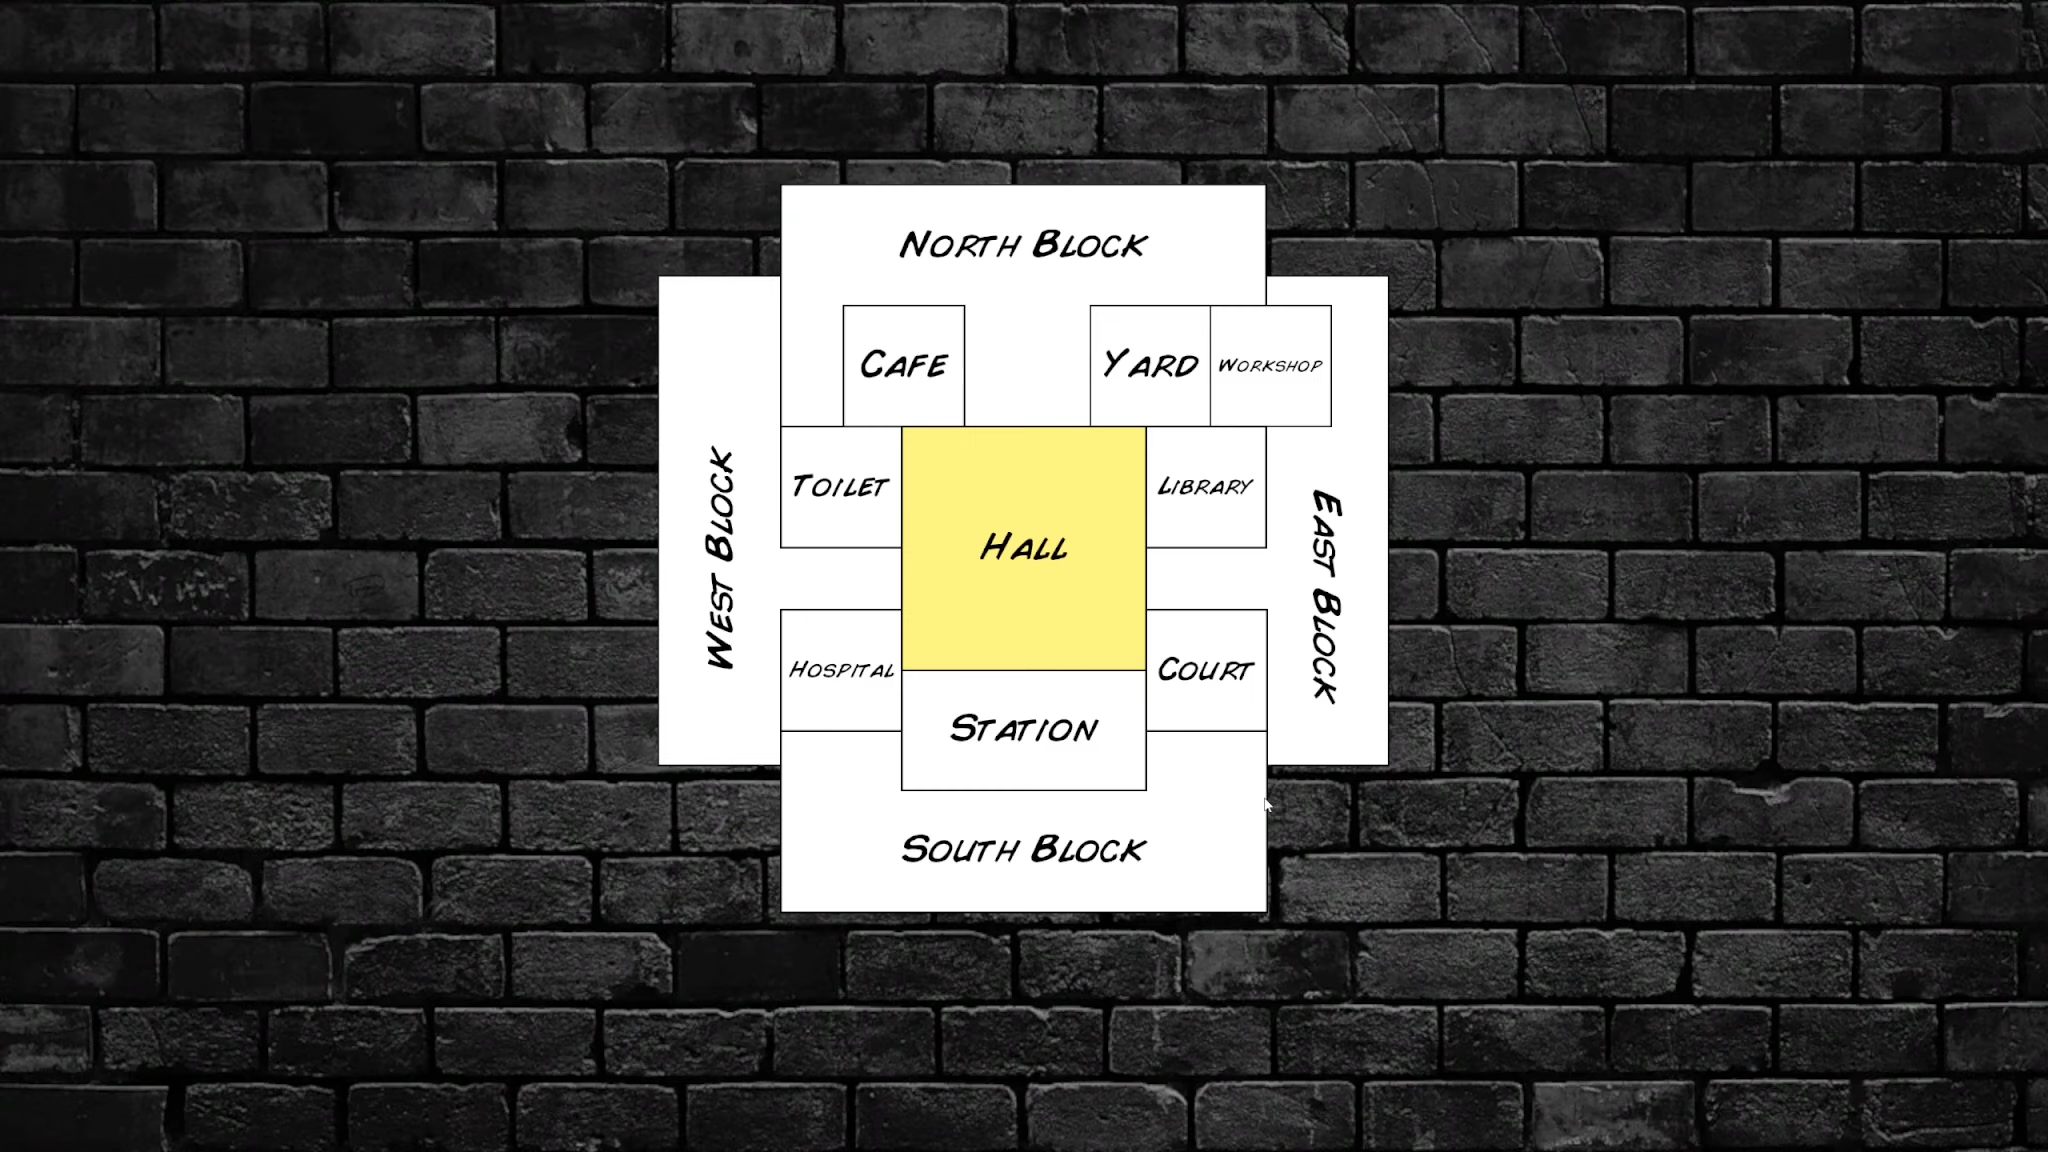 NORTH BLOCK
CAFE
YARD
WORKSHOP
TOILET
LIBRARY
WEST BLOCK
HALL
EAST BLOCK
HOSPITAL
COURT
STATION
SOUTH BLOCK